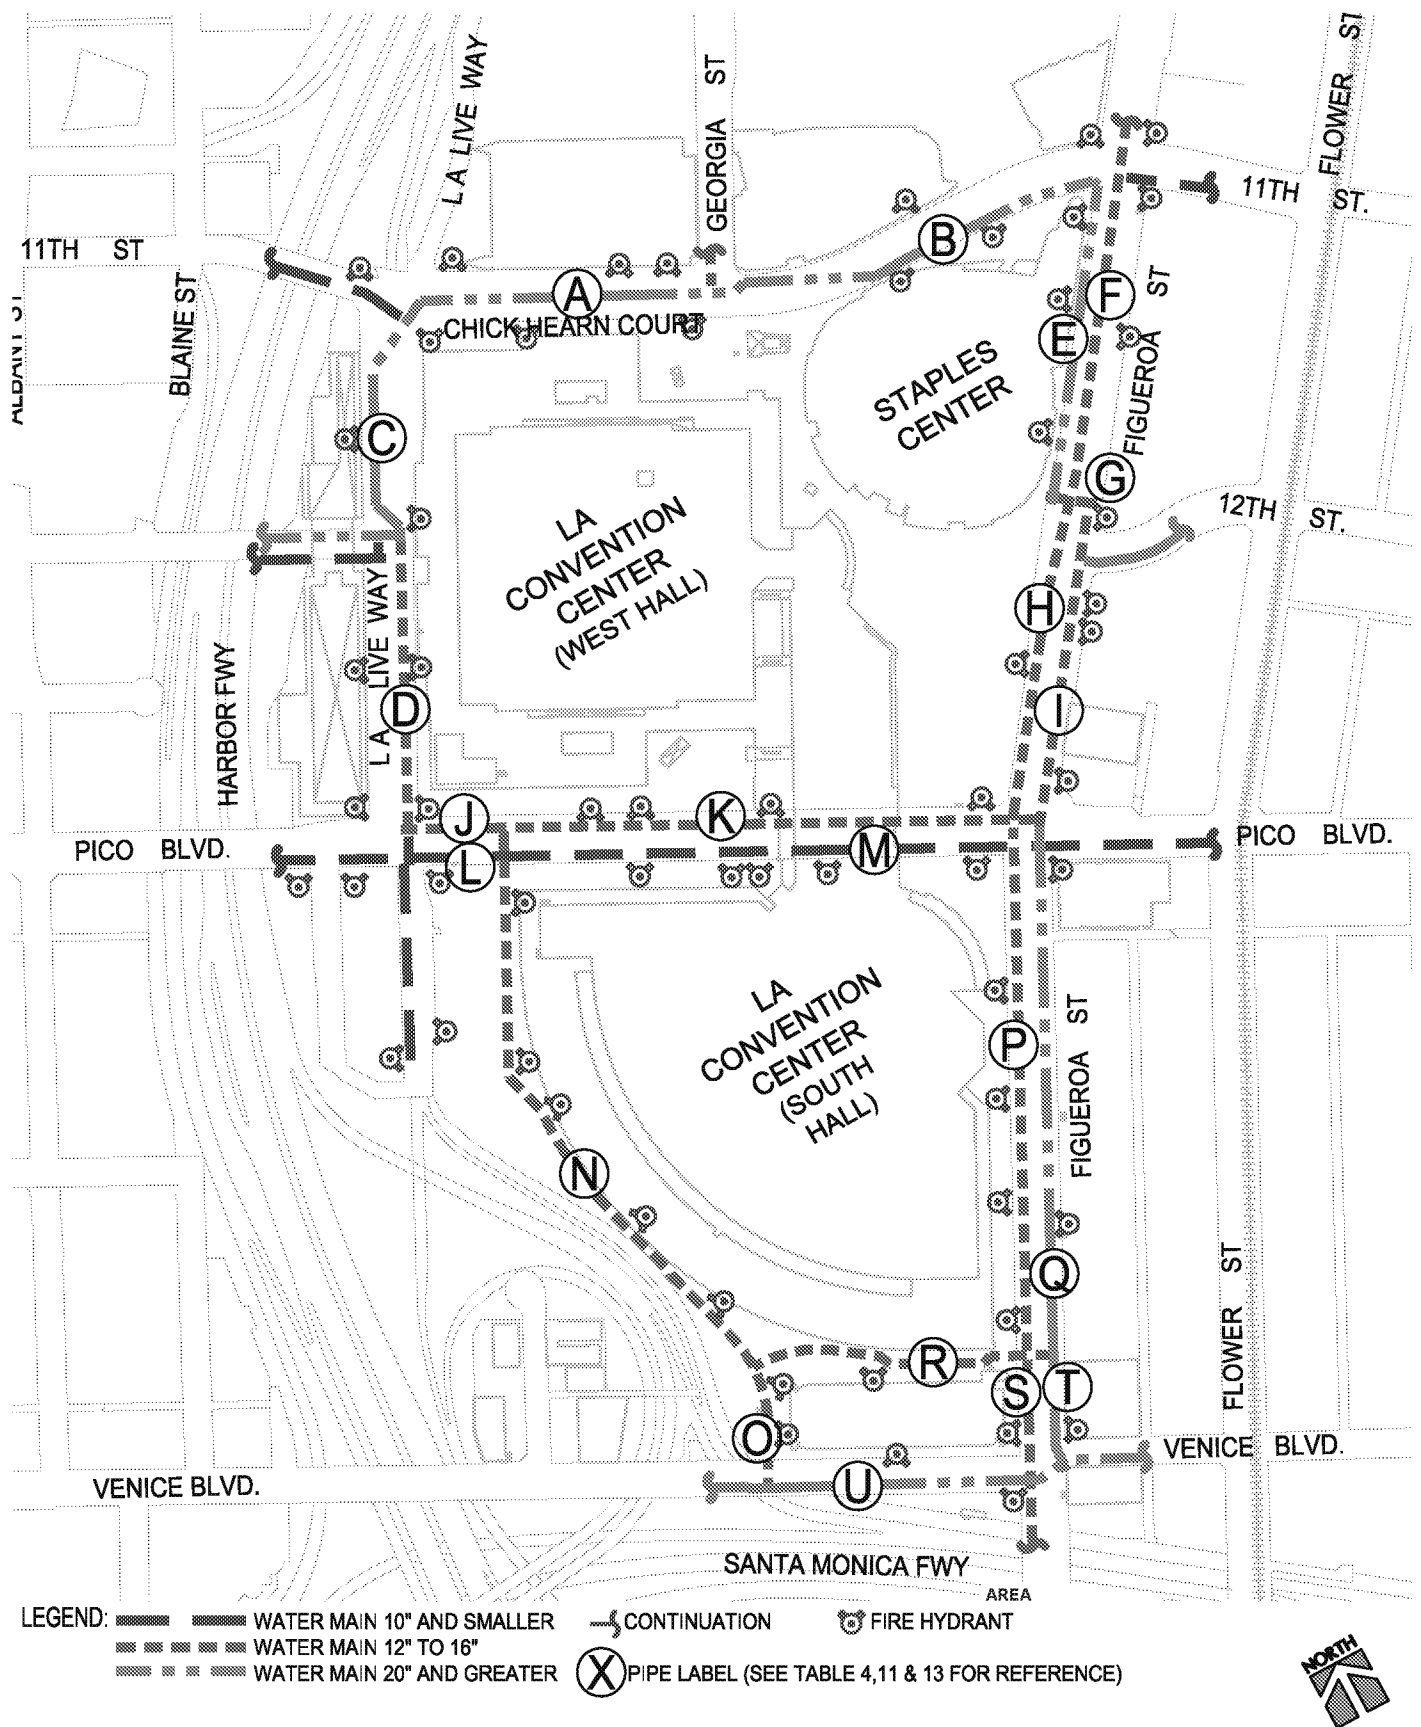 FLOWER ST
LA LIVE WAY
GEORGIA ST
11TH ST.
11TH ST
B
BLAINE ST
A
F
ST
CHICK HEARN COURT
E
FIGUEROA
STAPLES
CENTER
C
G
12TH ST.
LA
CONVENTION
CENTER
(WEST HALL)
H
LA LIVE WAY
HARBOR FWY
D
I
J
K
PICO BLVD.
PICO BLVD.
L
M
LA
CONVENTION
CENTER
(SOUTH
HALL)
P
FIGUEROA ST
N
Q
FLOWER ST
R
S
T
O
VENICE BLVD.
VENICE BLVD.
U
SANTA MONICA FWY
AREA
LEGEND:
WATER MAIN 10" AND SMALLER
CONTINUATION
FIRE HYDRANT
WATER MAIN 12" TO 16"
WATER MAIN 20" AND GREATER
X
PIPE LABEL (SEE TABLE 4,11 & 13 FOR REFERENCE)
NORTH